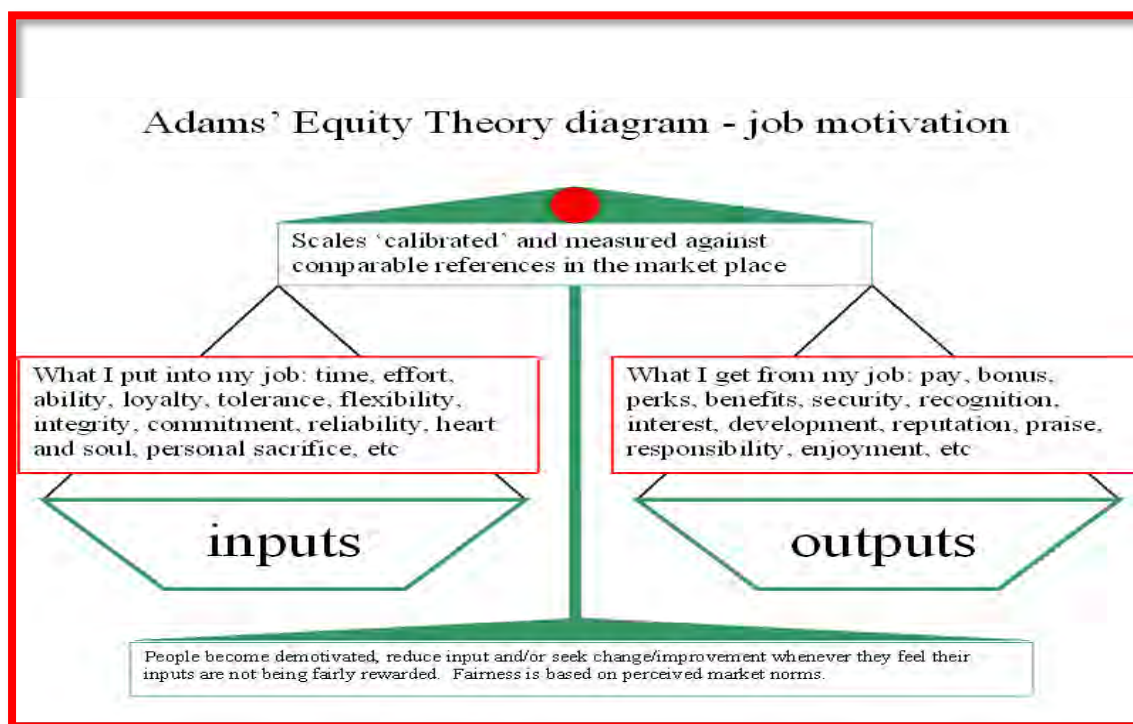 Adams’ Equity Theory diagram - job motivation
Scales ‘calibrated’ and measured against
comparable references in the market place
What I put into my job: time, effort,
ability, loyalty, tolerance, flexibility,
integrity, commitment, reliability, heart
and soul, personal sacrifice, etc
What I get from my job: pay, bonus,
perks, benefits, security, recognition,
interest, development, reputation, praise,
responsibility, enjoyment, etc
inputs
outputs
People become demotivated, reduce input and/or seek change/improvement whenever they feel their
inputs are not being fairly rewarded. Fairness is based on perceived market norms.